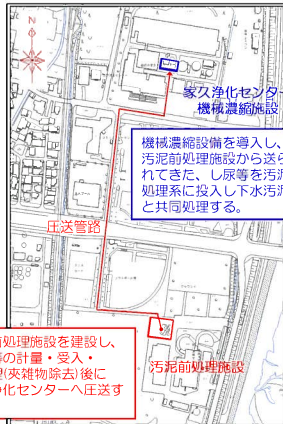 家久浄化センター
機械濃縮施設
機械濃縮設備を導入し、
汚泥前処理施設から送ら
れてきた、し尿等を汚泥
処理系に投入し下水汚泥
と共同処理する。
圧送管路
前処理施設を建設し、
の計量・受入・
(夾雑物除去)後に
化センターへ圧送す
汚泥前処理施設